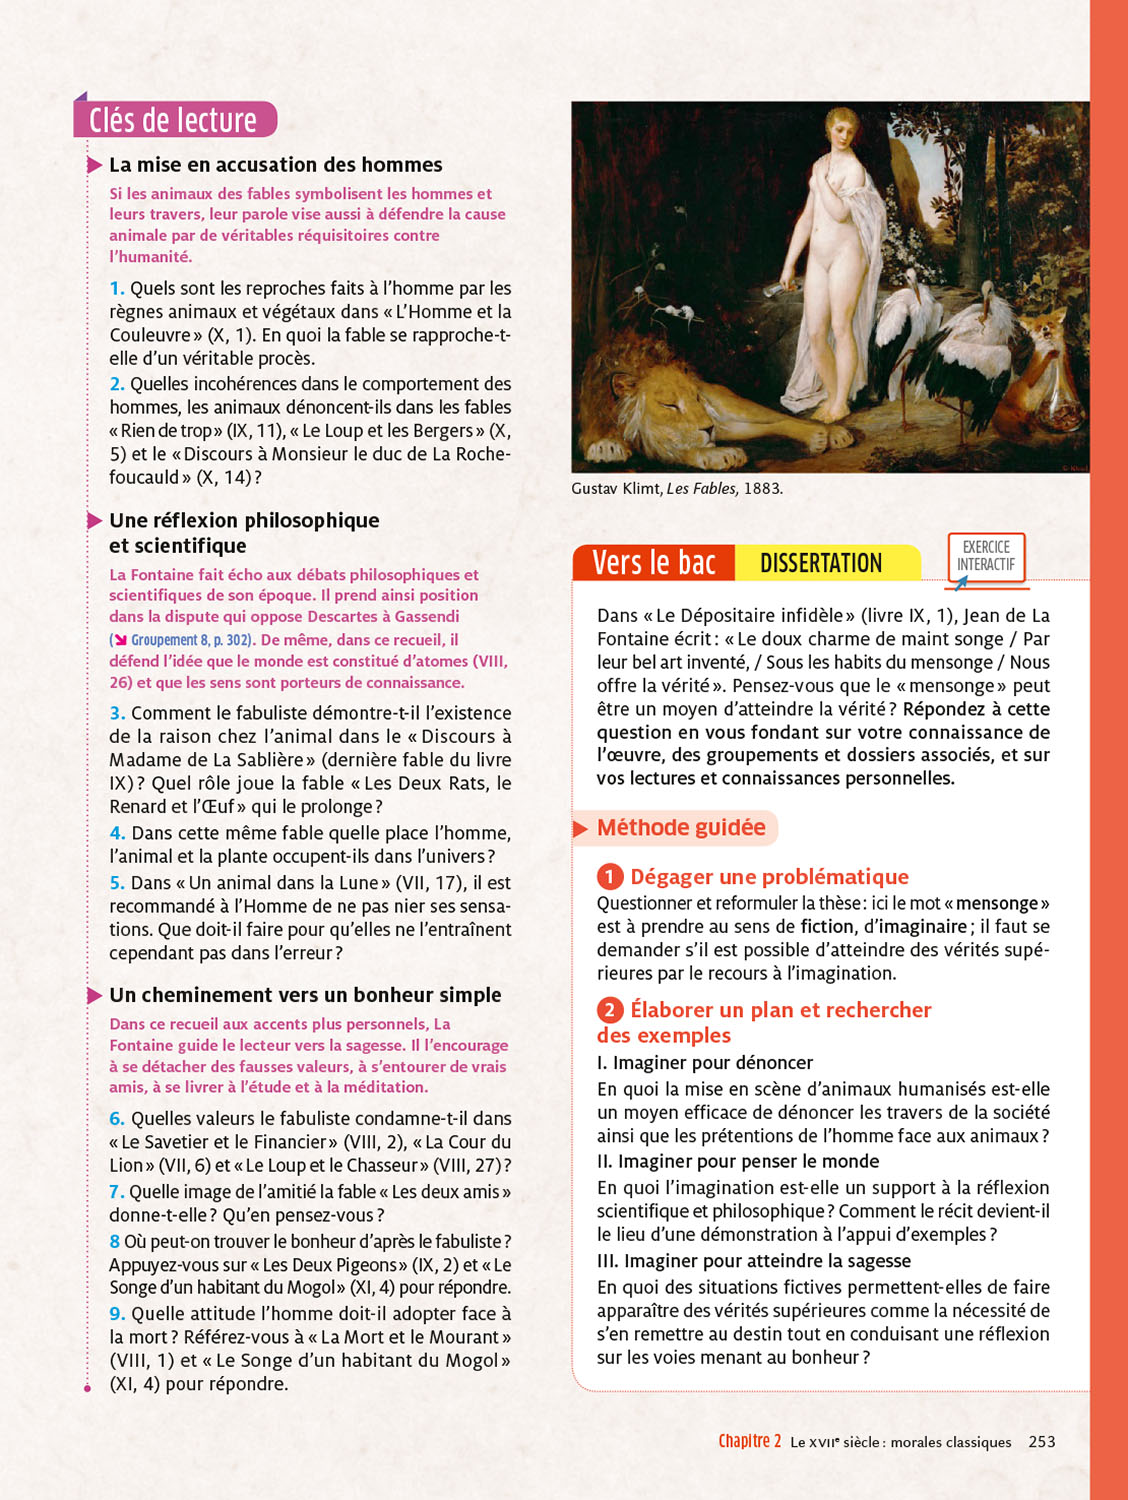 Clés de lecture
La mise en accusation des hommes
Si les animaux des fables symbolisent les hommes et
leurs travers, leur parole vise aussi à défendre la cause
animale par de véritables réquisitoires contre
l’humanité.
1. Quels sont les reproches faits à l’homme par les
règnes animaux et végétaux dans « L’Homme et la
Couleuvre » (X, 1). En quoi la fable se rapproche-t-
elle d’un véritable procès.
2. Quelles incohérences dans le comportement des
hommes, les animaux dénoncent-ils dans les fables
« Rien de trop » (IX, 11), « Le Loup et les Bergers » (X,
5) et le « Discours à Monsieur le duc de La Roche-
foucauld » (X, 14) ?
Une réflexion philosophique
et scientifique
La Fontaine fait écho aux débats philosophiques et
scientifiques de son époque. Il prend ainsi position
dans la dispute qui oppose Descartes à Gassendi
(➘ Groupement 8, p. 302). De même, dans ce recueil, il
défend l’idée que le monde est constitué d’atomes (VIII,
26) et que les sens sont porteurs de connaissance.
3. Comment le fabuliste démontre-t-il l’existence
de la raison chez l’animal dans le « Discours à
Madame de La Sablière » (dernière fable du livre
IX) ? Quel rôle joue la fable « Les Deux Rats, le
Renard et l’Œuf » qui le prolonge ?
4. Dans cette même fable quelle place l’homme,
l’animal et la plante occupent-ils dans l’univers ?
5. Dans « Un animal dans la Lune » (VII, 17), il est
recommandé à l’Homme de ne pas nier ses sensa-
tions. Que doit-il faire pour qu’elles ne l’entraînent
cependant pas dans l’erreur ?
Un cheminement vers un bonheur simple
Dans ce recueil aux accents plus personnels, La
Fontaine guide le lecteur vers la sagesse. Il l’encourage
à se détacher des fausses valeurs, à s’entourer de vrais
amis, à se livrer à l’étude et à la méditation.
6. Quelles valeurs le fabuliste condamne-t-il dans
« Le Savetier et le Financier » (VIII, 2), « La Cour du
Lion » (VII, 6) et « Le Loup et le Chasseur » (VIII, 27) ?
7. Quelle image de l’amitié la fable « Les deux amis »
donne-t-elle ? Qu’en pensez-vous ?
8 Où peut-on trouver le bonheur d’après le fabuliste ?
Appuyez-vous sur « Les Deux Pigeons » (IX, 2) et « Le
Songe d’un habitant du Mogol » (XI, 4) pour répondre.
9. Quelle attitude l’homme doit-il adopter face à
la mort ? Référez-vous à « La Mort et le Mourant »
(VIII, 1) et « Le Songe d’un habitant du Mogol »
(XI, 4) pour répondre.
G. Klimt
Gustav Klimt, Les Fables, 1883.
Vers le bac DISSERTATION
EXERCICE
INTERACTIF
Dans « Le Dépositaire infidèle » (livre IX, 1), Jean de La
Fontaine écrit : « Le doux charme de maint songe / Par
leur bel art inventé, / Sous les habits du mensonge / Nous
offre la vérité ». Pensez-vous que le « mensonge » peut
être un moyen d’atteindre la vérité ? Répondez à cette
question en vous fondant sur votre connaissance de
l’œuvre, des groupements et dossiers associés, et sur
vos lectures et connaissances personnelles.
Méthode guidée
1 Dégager une problématique
Questionner et reformuler la thèse : ici le mot « mensonge »
est à prendre au sens de fiction, d’imaginaire ; il faut se
demander s’il est possible d’atteindre des vérités supé-
rieures par le recours à l’imagination.
2 Élaborer un plan et rechercher
des exemples
I. Imaginer pour dénoncer
En quoi la mise en scène d’animaux humanisés est-elle
un moyen efficace de dénoncer les travers de la société
ainsi que les prétentions de l’homme face aux animaux ?
II. Imaginer pour penser le monde
En quoi l’imagination est-elle un support à la réflexion
scientifique et philosophique ? Comment le récit devient-il
le lieu d’une démonstration à l’appui d’exemples ?
III. Imaginer pour atteindre la sagesse
En quoi des situations fictives permettent-elles de faire
apparaître des vérités supérieures comme la nécessité de
s’en remettre au destin tout en conduisant une réflexion
sur les voies menant au bonheur ?
Chapitre 2 Le XVIIe siècle : morales classiques 253